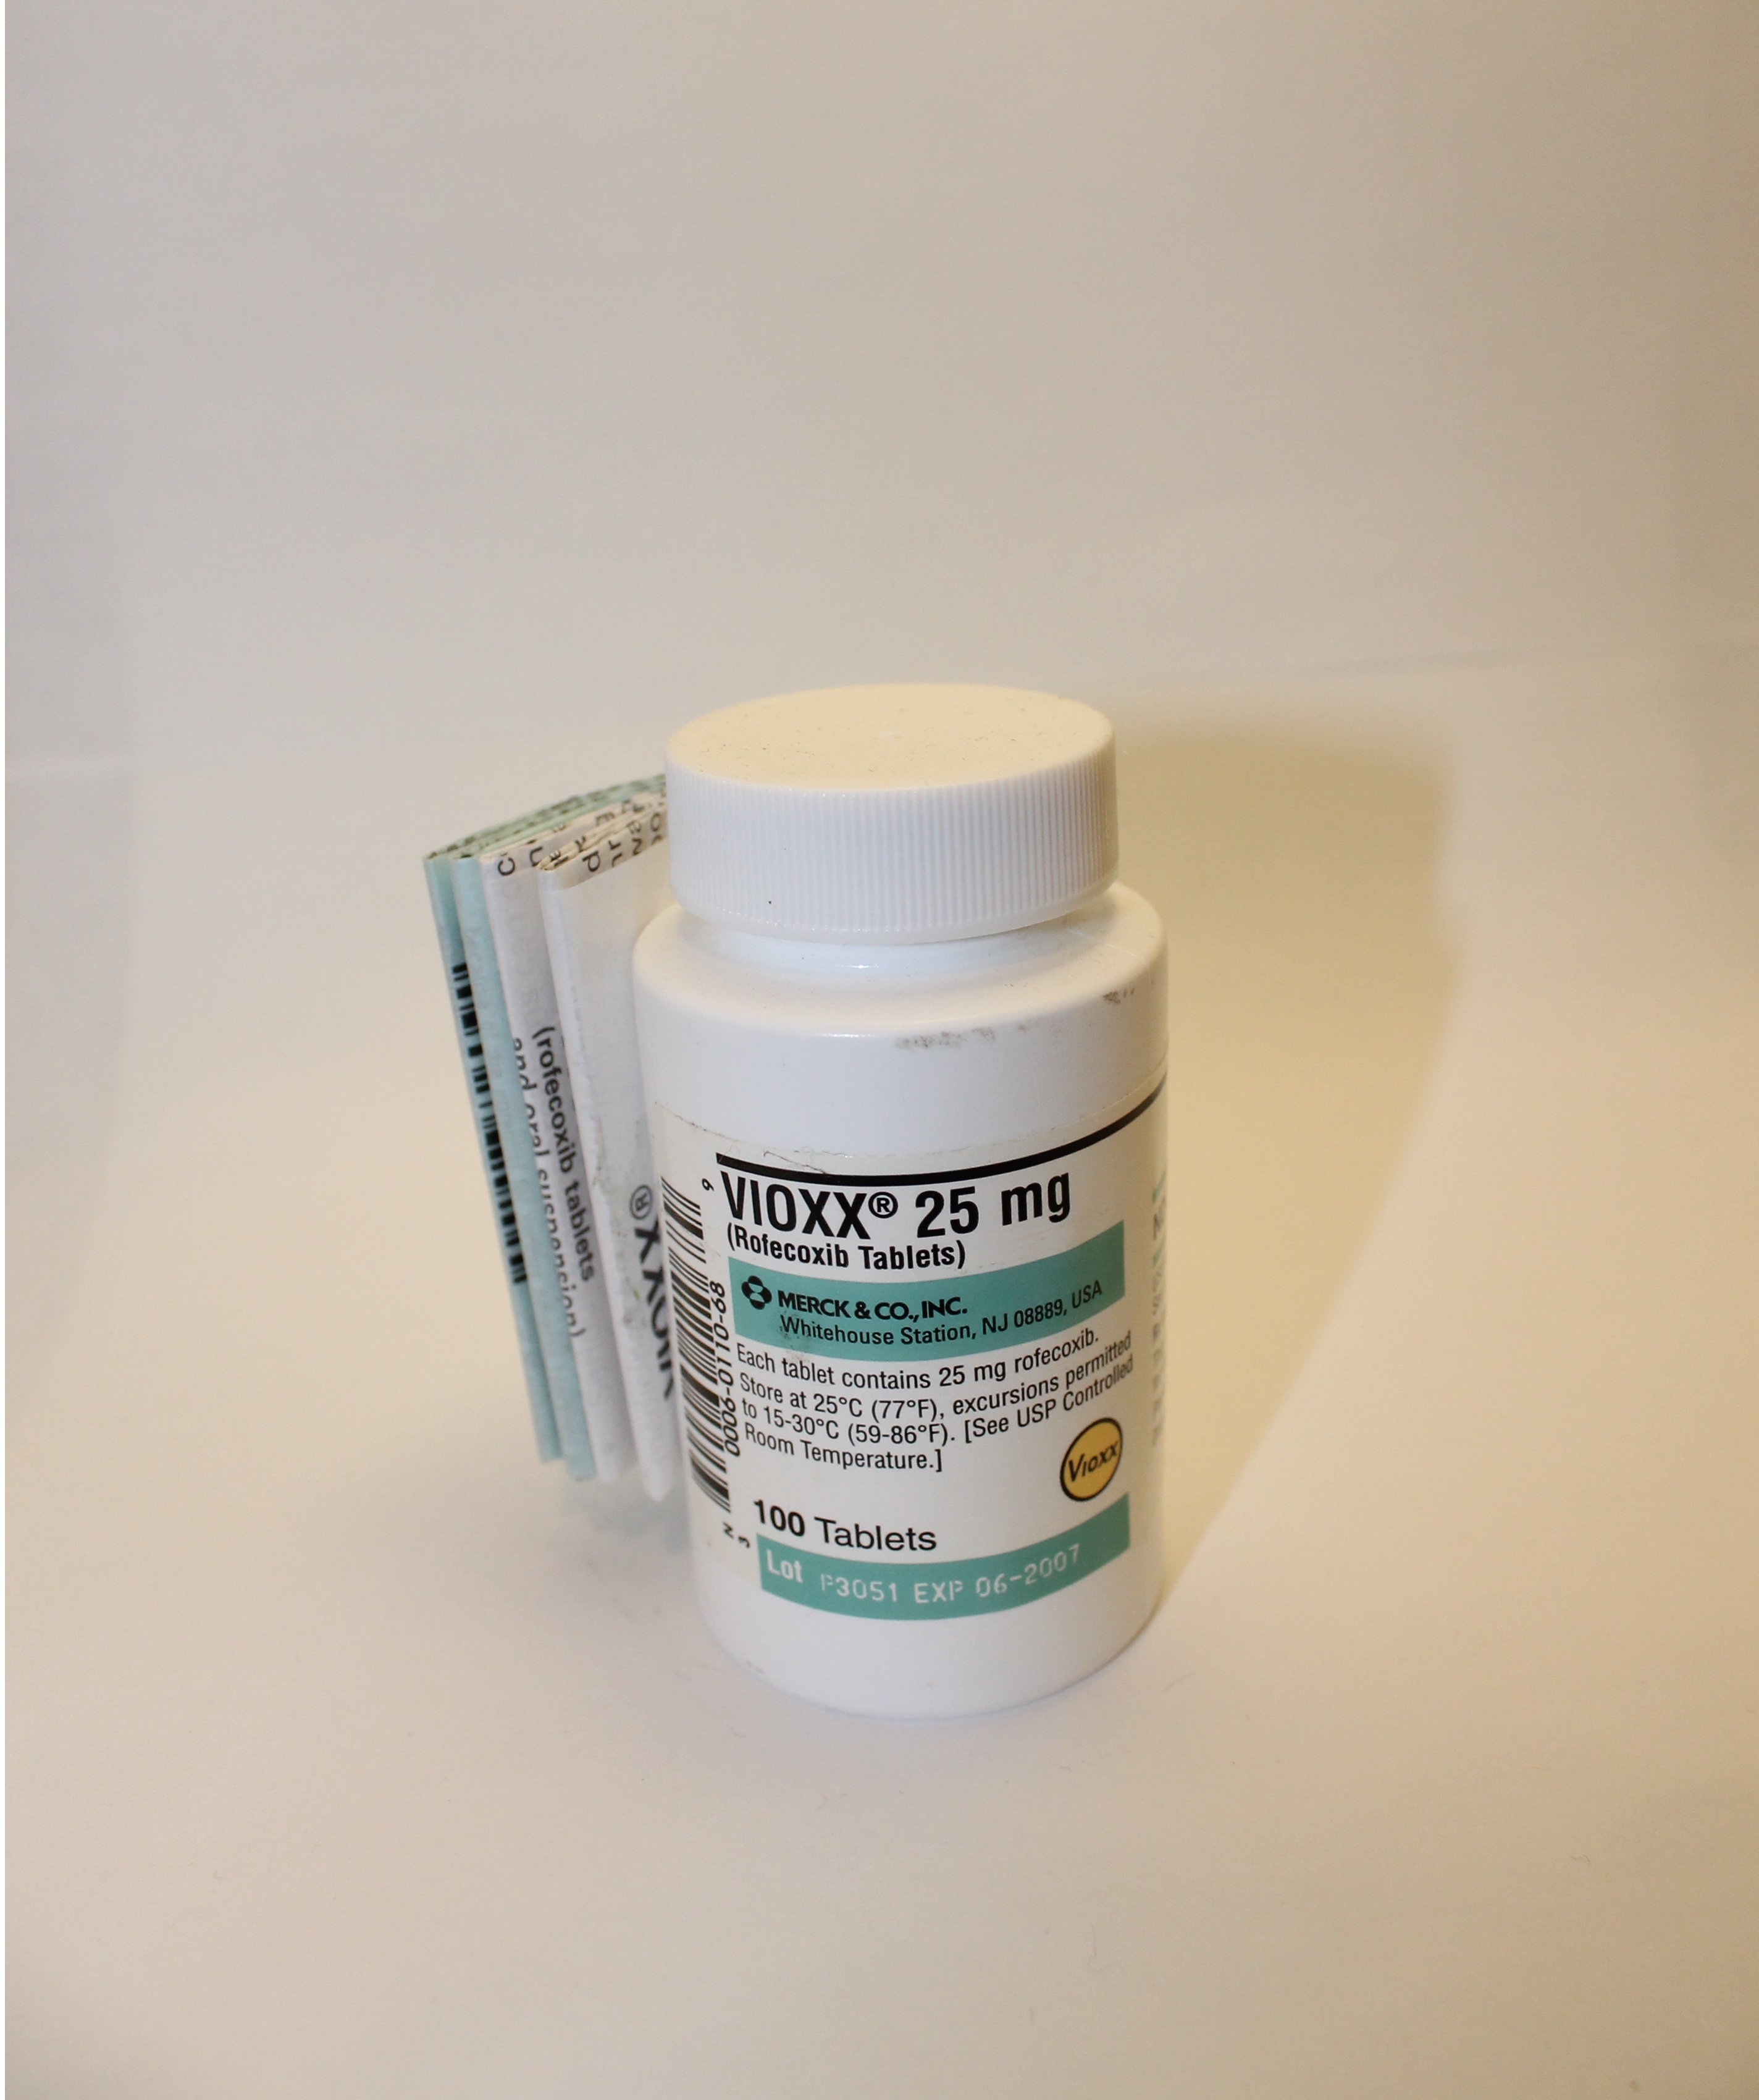 VIOXX® 25 mg
(Rofecoxib Tablets)
MERCK & CO., INC.
Whitehouse Station, NJ 08889, USA
Each tablet contains 25 mg rofecoxib.
Store at 25°C (77°F), excursions permitted
to 15-30°C (59-86°F). [See USP Controlled
Room Temperature.]
VIOXX
100 Tablets
Lot P3051 EXP 06-2007
N
3 0006-0110-68 9
(rofecoxib tablets
and oral suspension)